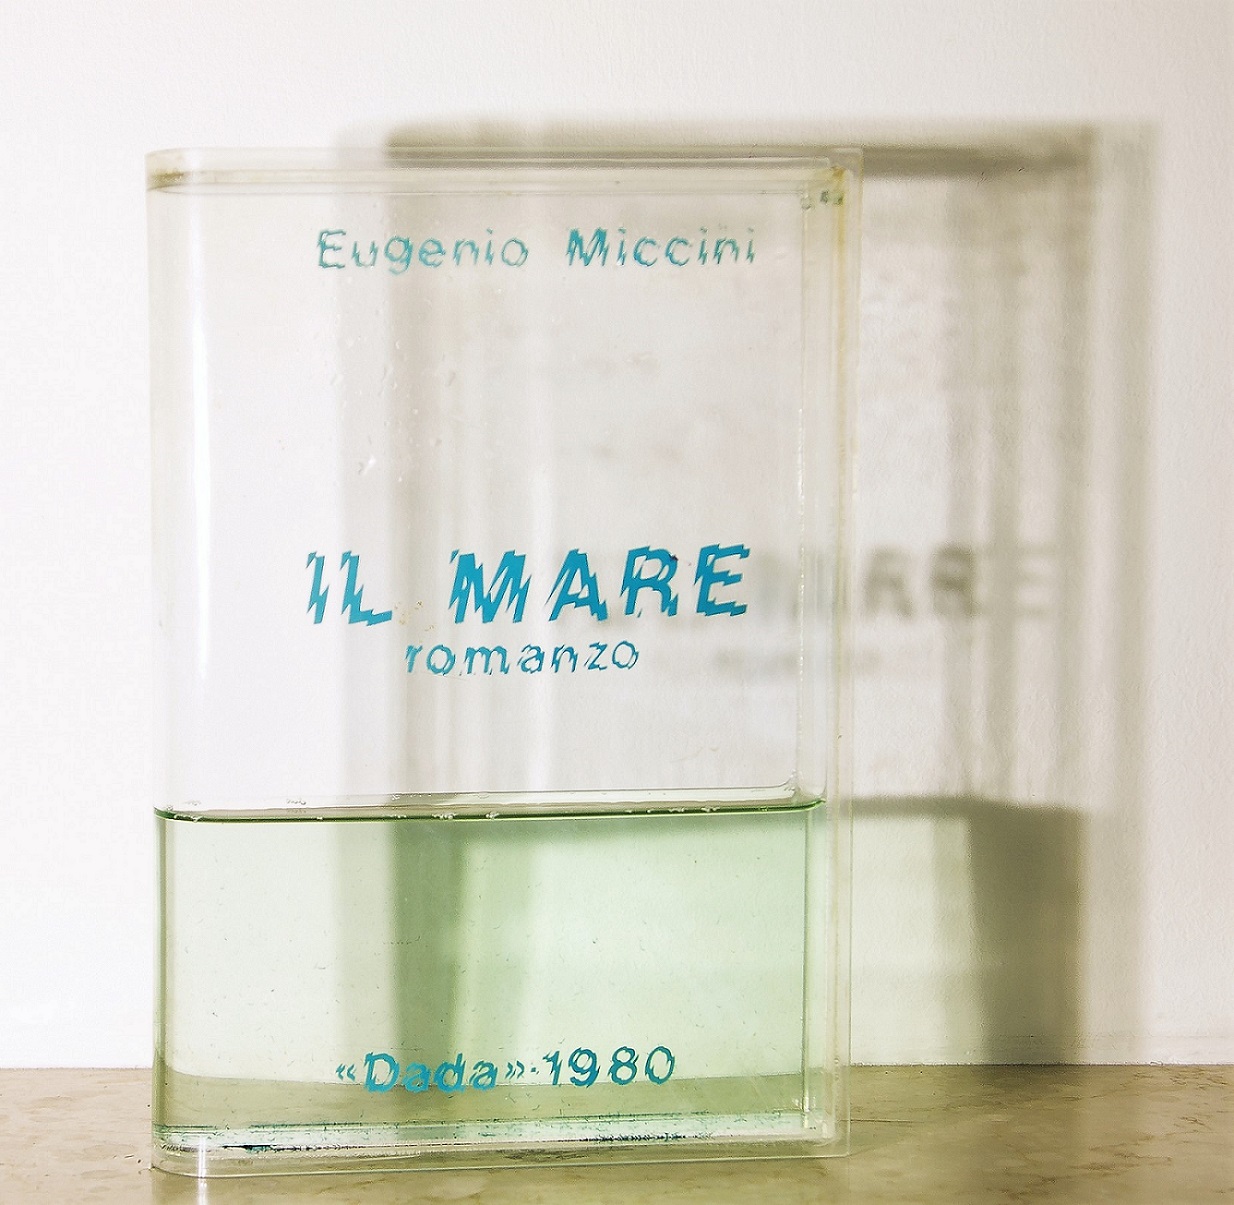 Eugenio Miccini
IL MARE
romanzo
«Dada»·1980